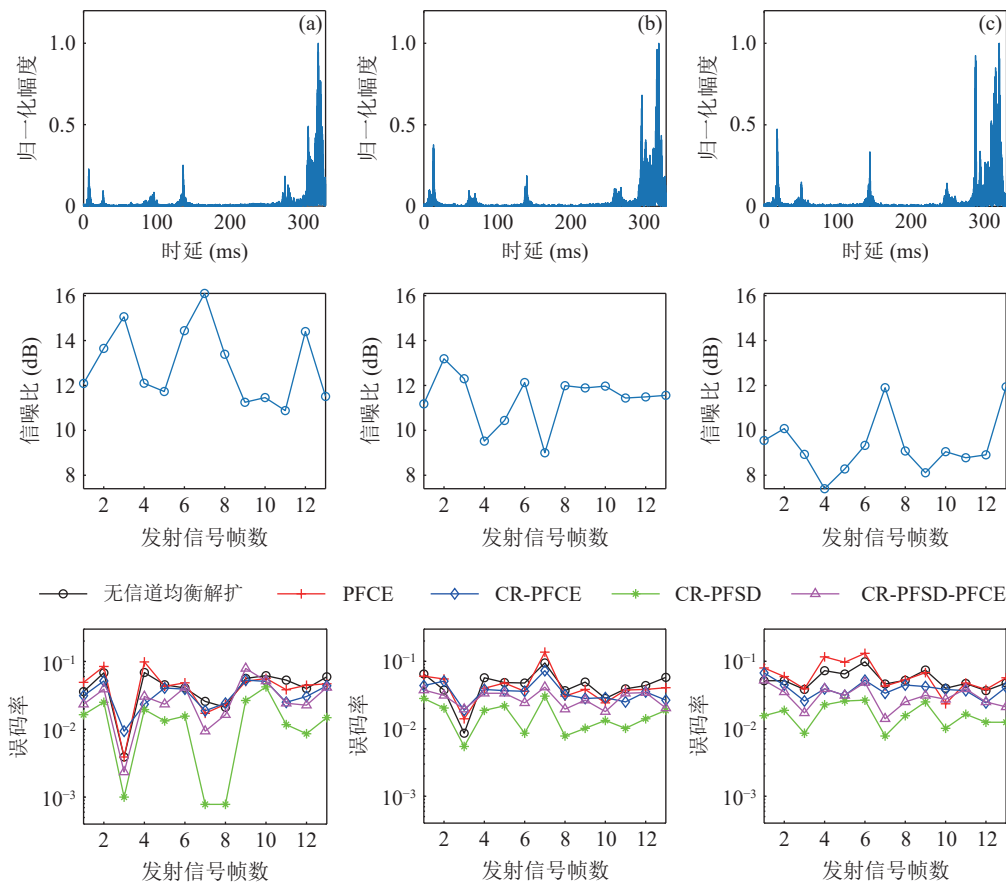 (a)
(b)
(c)
归一化幅度
1.0
0.5
0
0 100 200 300
时延 (ms)
归一化幅度
1.0
0.5
0
0 100 200 300
时延 (ms)
归一化幅度
1.0
0.5
0
0 100 200 300
时延 (ms)
信噪比 (dB)
16
14
12
10
8
2 4 6 8 10 12
发射信号帧数
信噪比 (dB)
16
14
12
10
8
2 4 6 8 10 12
发射信号帧数
信噪比 (dB)
16
14
12
10
8
2 4 6 8 10 12
发射信号帧数
无信道均衡解扩 PFCE CR-PFCE CR-PFSD CR-PFSD-PFCE
误码率
10⁻¹
10⁻²
10⁻³
2 4 6 8 10 12
发射信号帧数
误码率
10⁻¹
10⁻²
10⁻³
2 4 6 8 10 12
发射信号帧数
误码率
10⁻¹
10⁻²
10⁻³
2 4 6 8 10 12
发射信号帧数